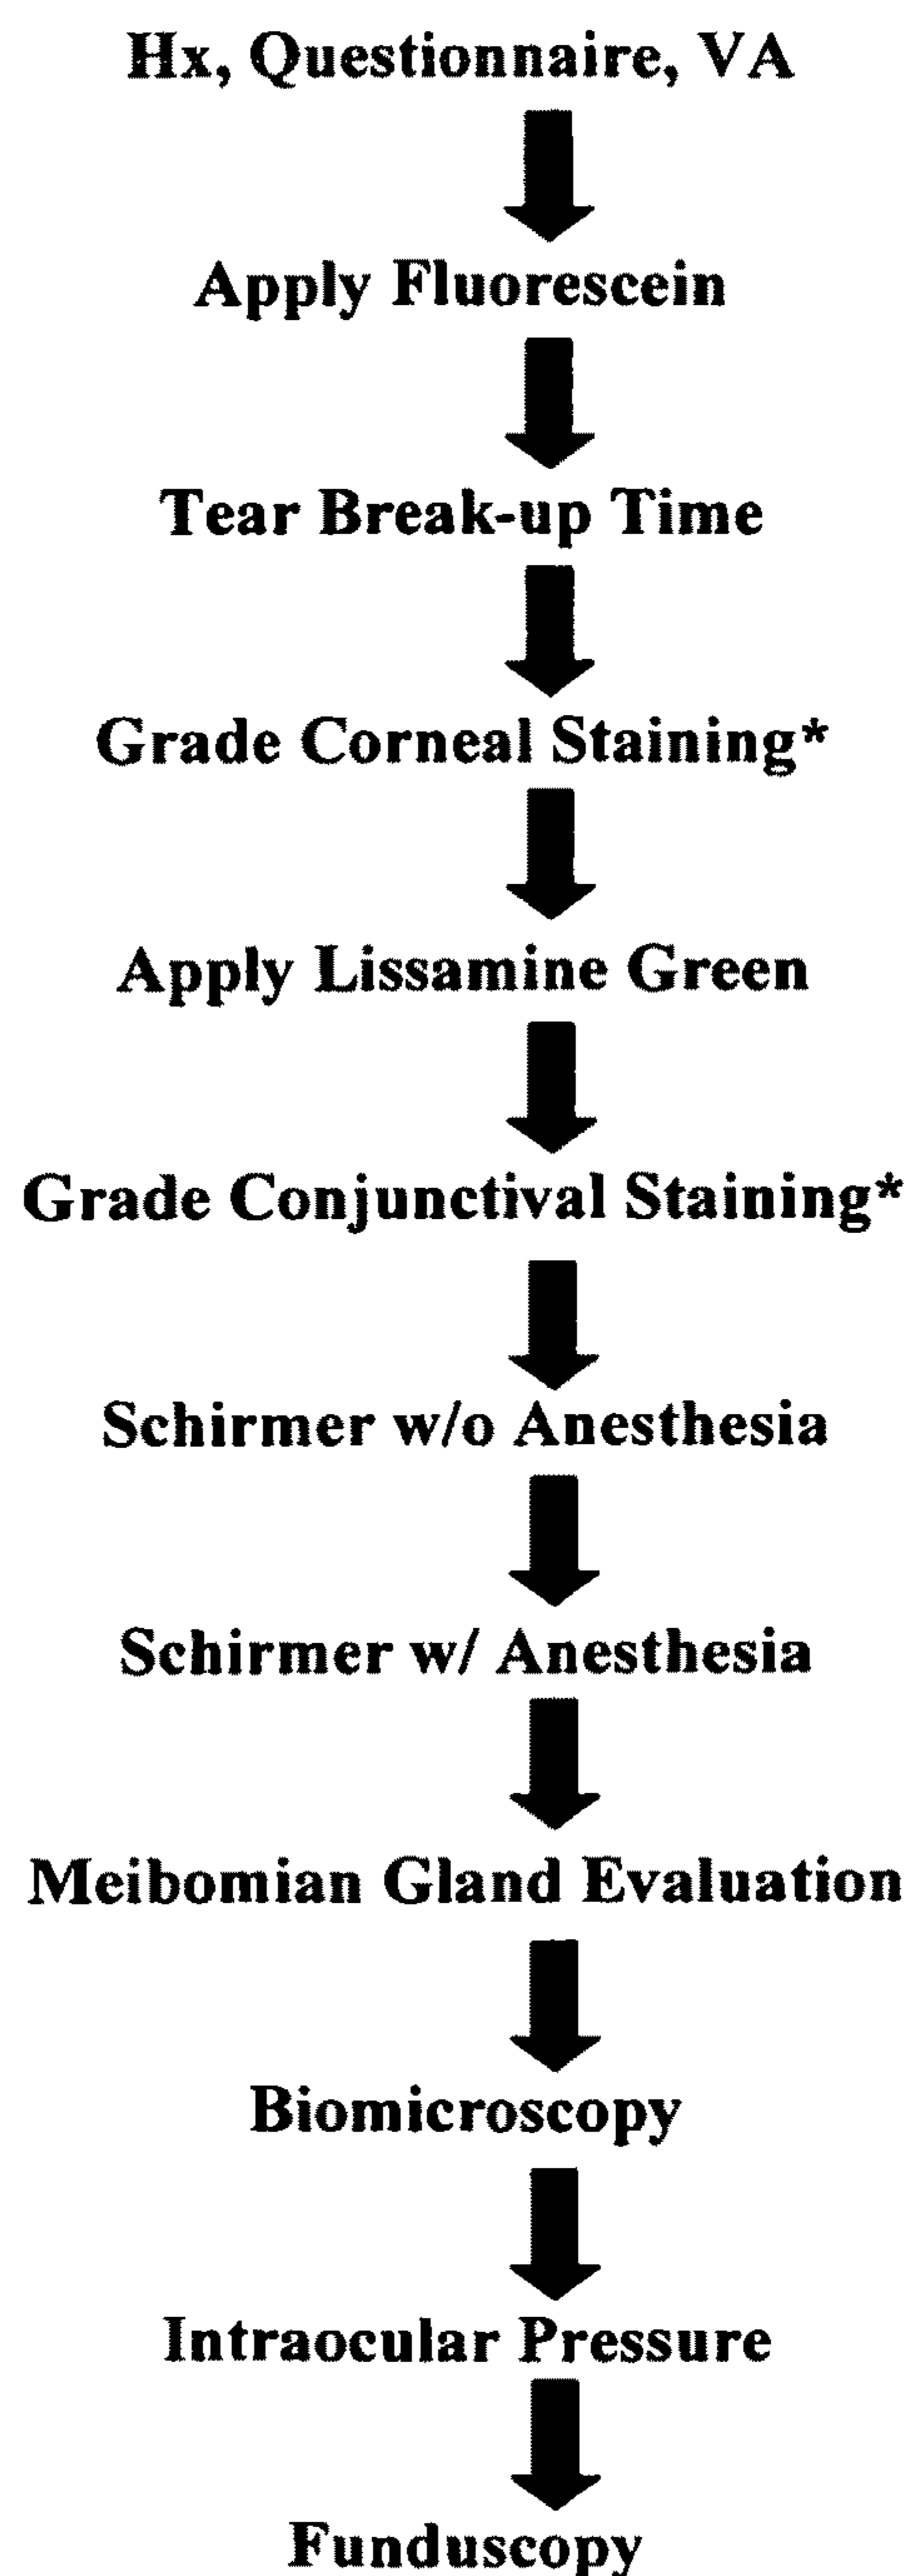 Hx, Questionnaire, VA
Apply Fluorescein
Tear Break-up Time
Grade Corneal Staining*
Apply Lissamine Green
Grade Conjunctival Staining*
Schirmer w/o Anesthesia
Schirmer w/ Anesthesia
Meibomian Gland Evaluation
Biomicroscopy
Intraocular Pressure
Funduscopy